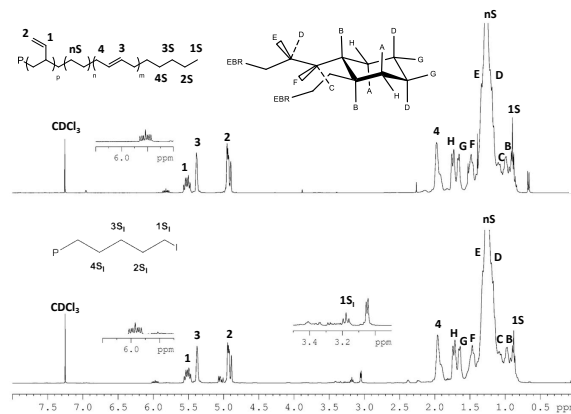 2 1
nS 4 3 3S 1S
P p n m 4S 2S
E D B H A D
EBR G
F G
EBR C A H
B D
nS
E D
1S
CDCl3
6.0 ppm
1 3 2 4 H G F C B
3SI 1SI
P I
4SI 2SI
nS
E D
1SI
CDCl3
6.0 ppm
3.4 3.2 ppm
1 3 2 4 H G F C B 1S
7.5 7.0 6.5 6.0 5.5 5.0 4.5 4.0 3.5 3.0 2.5 2.0 1.5 1.0 0.5 ppm